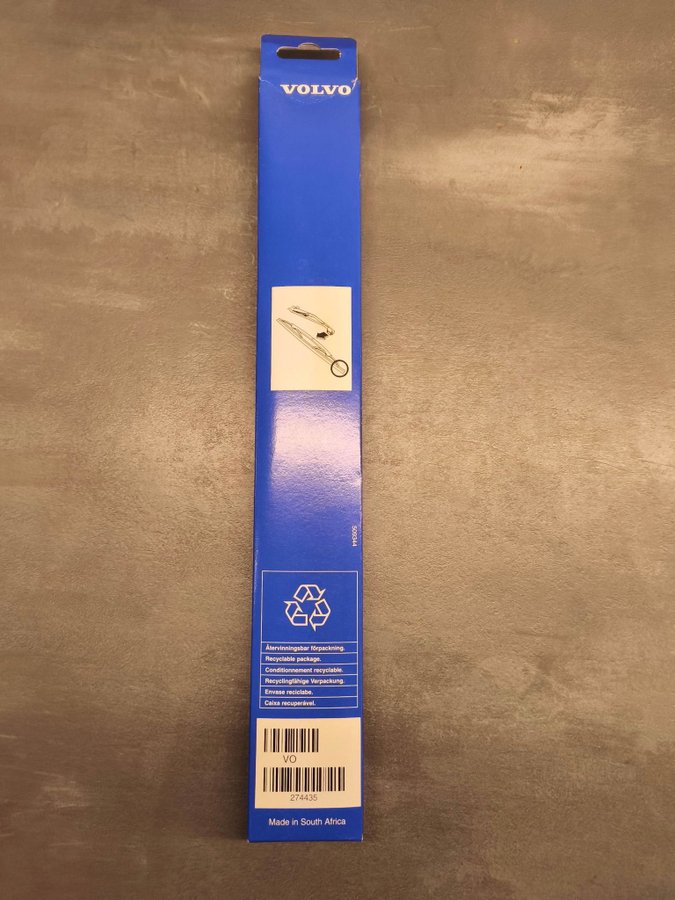 VOLVO
509344
Återvinningsbar förpackning.
Recyclable package.
Conditionnement recyclable.
Recyclingfähige Verpackung.
Envase reciclabe.
Caixa recuperável.
VO
274435
Made in South Africa